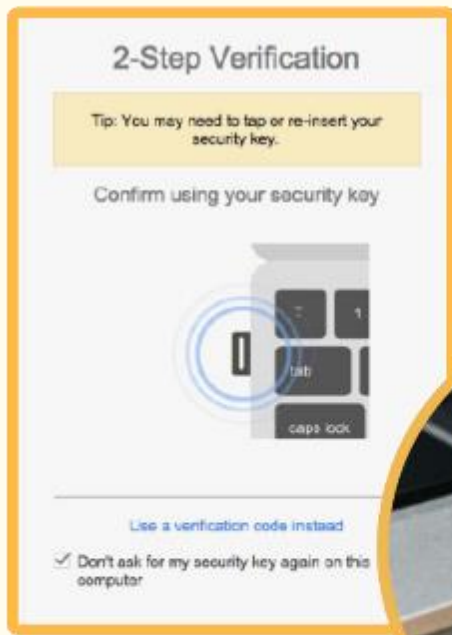 2-Step Verification
Tip: You may need to tap or re-insert your
security key.
Confirm using your security key
1
tab
caps lock
Use a verification code instead
Don't ask for my security key again on this
computer